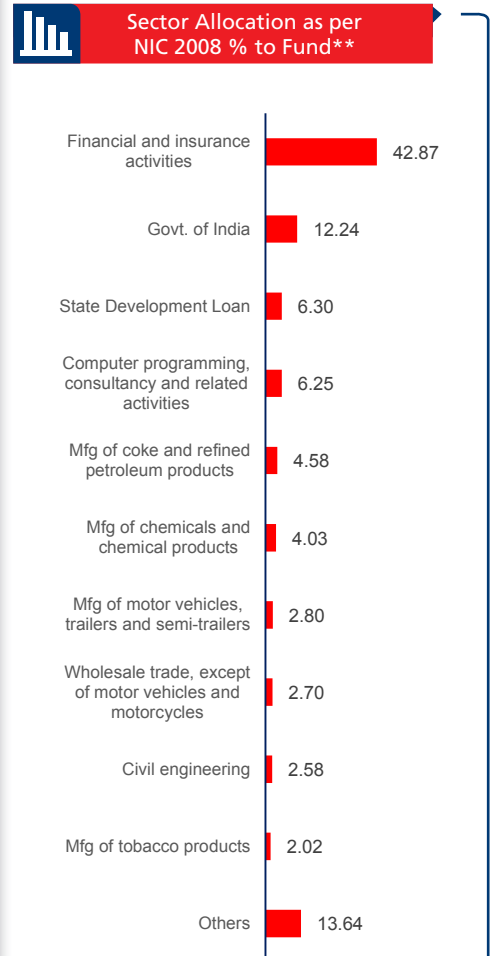 Sector Allocation as per
NIC 2008 % to Fund**
Financial and insurance
activities
42.87
Govt. of India
12.24
State Development Loan
6.30
Computer programming,
consultancy and related
activities
6.25
Mfg of coke and refined
petroleum products
4.58
Mfg of chemicals and
chemical products
4.03
Mfg of motor vehicles,
trailers and semi-trailers
2.80
Wholesale trade, except
of motor vehicles and
motorcycles
2.70
Civil engineering
2.58
Mfg of tobacco products
2.02
Others
13.64